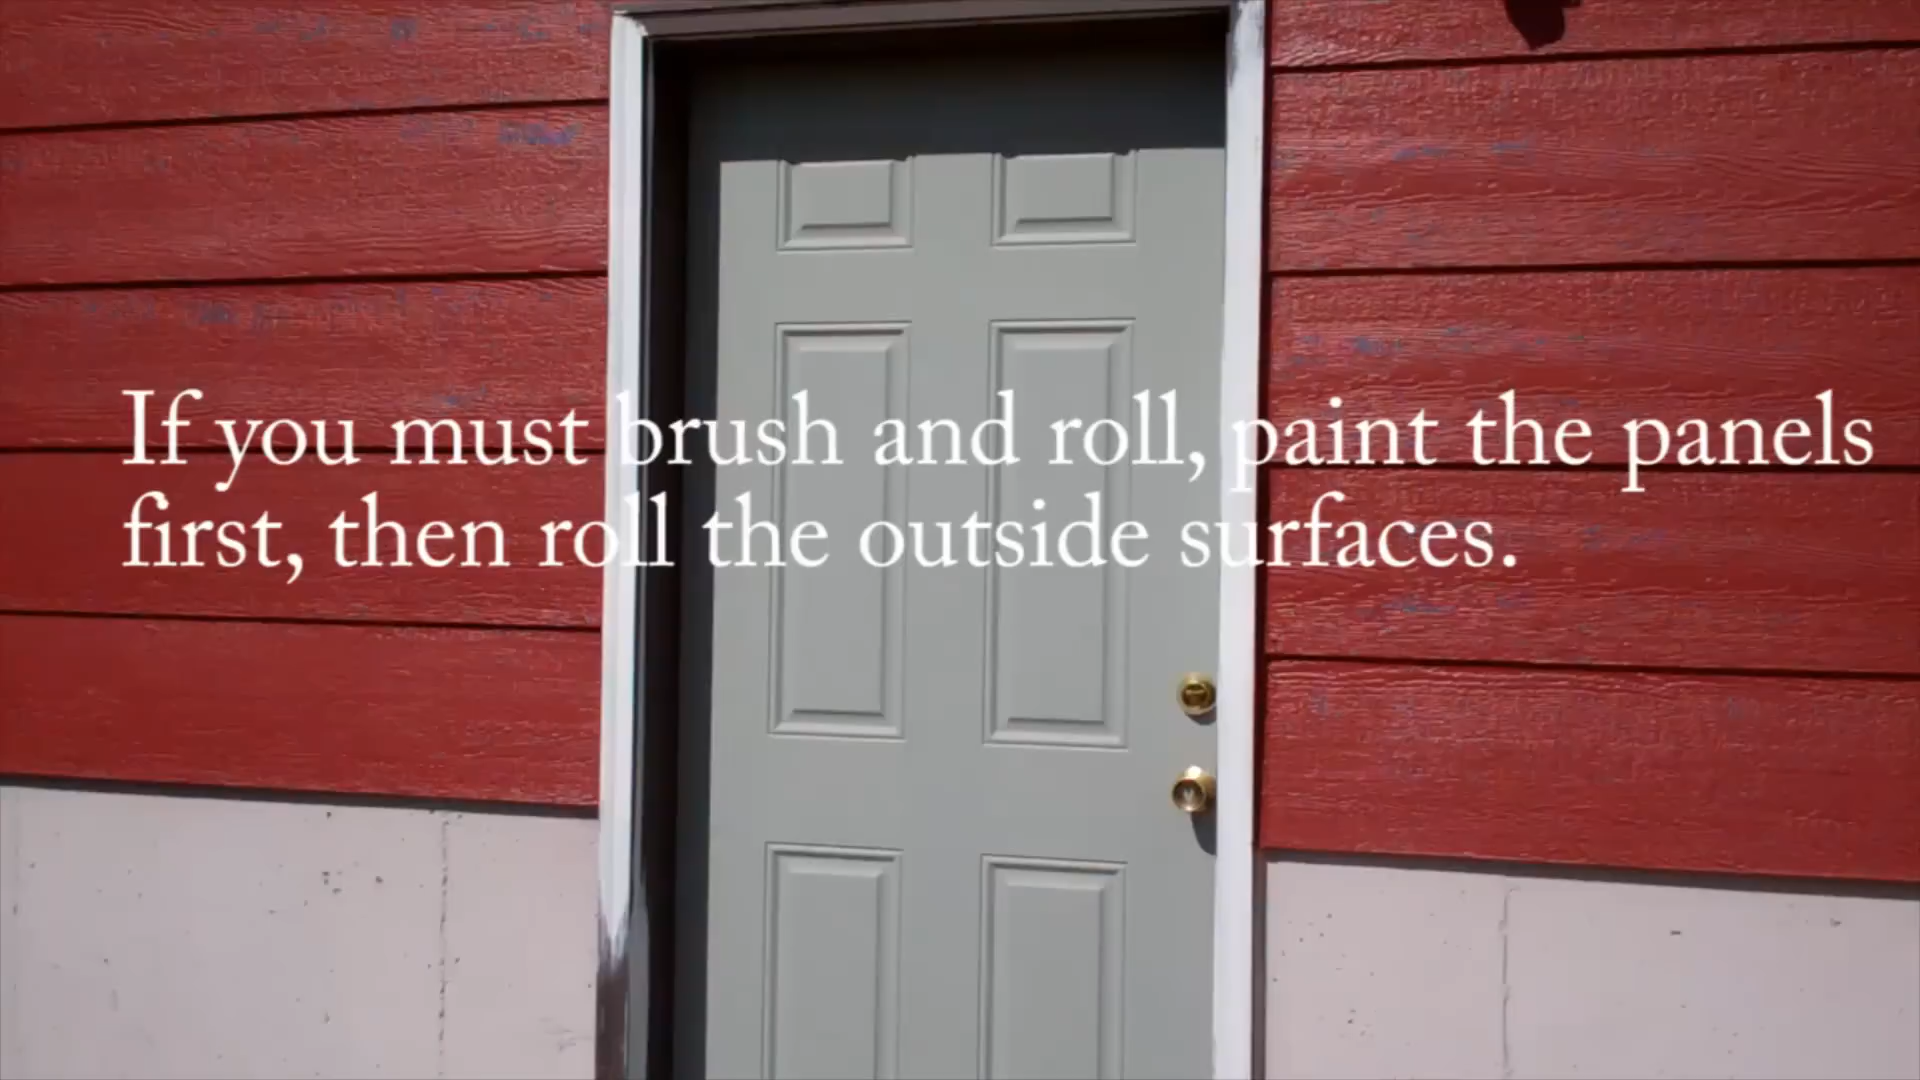 If you must brush and roll, paint the panels
first, then roll the outside surfaces.